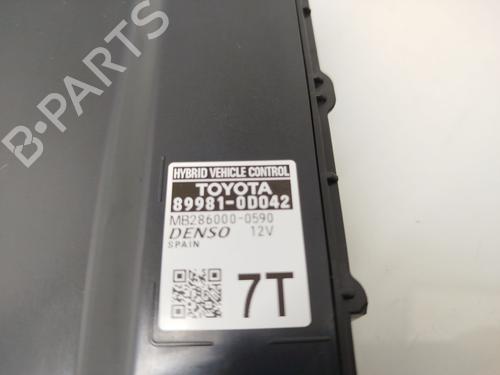 B-PARTS
HYBRID VEHICLE CONTROL
TOYOTA
89981-0D042
MB286000-0590
DENSO 12V
SPAIN
7T